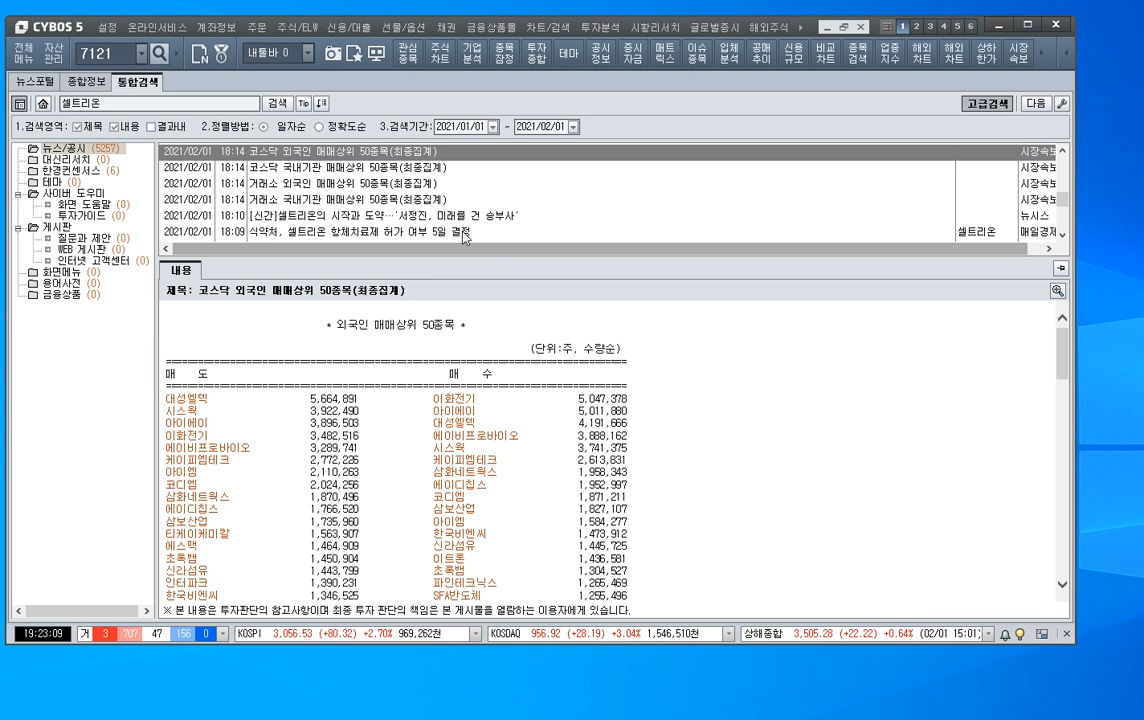 CYBOS 5 설정 온라인서비스 계좌정보 주문 주식/ELW 신용/대출 선물/옵션 채권 금융상품몰 차트/검색 투자분석 시황리서치 글로벌증시 해외주식 1 2 3 4 5 6
전체메뉴 자산관리 7121 내툴바 0 관심종목 주식차트 기업분석 종목잠정 투자종합 테마 공시정보 증시자금 매트릭스 이슈종목 입체분석 공매추이 신용규모 비교차트 종목검색 업종지수 해외차트 해외차트 상하한가 시장속보
뉴스포털 종합정보 통합검색
셀트리온 검색 Tip 고급검색 다음
1.검색영역: 제목 내용 결과내 2.정렬방법: 일자순 정확도순 3.검색기간: 2021/01/01 ~ 2021/02/01
뉴스/공시 (5257)
대신리서치 (0)
한경컨센서스 (6)
테마 (0)
사이버 도우미
화면 도움말 (0)
투자가이드 (0)
게시판
질문과 제안 (0)
WEB 게시판 (0)
인터넷 고객센터 (0)
화면메뉴 (0)
용어사전 (0)
금융상품 (0)
2021/02/01 18:14 코스닥 외국인 매매상위 50종목(최종집계) 시장속보
2021/02/01 18:14 코스닥 국내기관 매매상위 50종목(최종집계) 시장속보
2021/02/01 18:14 거래소 외국인 매매상위 50종목(최종집계) 시장속보
2021/02/01 18:14 거래소 국내기관 매매상위 50종목(최종집계) 시장속보
2021/02/01 18:10 [신간]셀트리온의 시작과 도약…'서정진, 미래를 건 승부사' 뉴시스
2021/02/01 18:09 식약처, 셀트리온 항체치료제 허가 여부 5일 결정 셀트리온 매일경제
내용
제목: 코스닥 외국인 매매상위 50종목(최종집계)
* 외국인 매매상위 50종목 *
(단위:주, 수량순)
매 도 매 수
대성엘텍 5,664,891 이화전기 5,047,378
시스웍 3,922,490 아이에이 5,011,880
아이에이 3,896,503 대성엘텍 4,191,666
이화전기 3,482,516 에이비프로바이오 3,888,162
에이비프로바이오 3,289,741 시스웍 3,741,375
케이피엠테크 2,772,226 케이피엠테크 2,613,831
아이엠 2,110,263 삼화네트웍스 1,958,343
코디엠 2,024,256 에이디칩스 1,952,997
삼화네트웍스 1,870,496 코디엠 1,871,211
에이디칩스 1,766,520 삼보산업 1,827,107
삼보산업 1,735,960 아이엠 1,584,277
티케이케미칼 1,563,907 한국비엔씨 1,473,912
에스맥 1,464,909 신라섬유 1,445,725
초록뱀 1,450,904 이트론 1,436,581
신라섬유 1,443,799 초록뱀 1,304,527
인터파크 1,390,231 파인테크닉스 1,265,469
한국비엔씨 1,346,525 SFA반도체 1,255,496
※ 본 내용은 투자판단의 참고사항이며 최종 투자 판단의 책임은 본 게시물을 열람하는 이용자에게 있습니다.
19:23:09 거 3 707 47 156 0 KOSPI 3,056.53 (+80.32) +2.70% 969,262천 KOSDAQ 956.92 (+28.19) +3.04% 1,546,510천 상해종합 3,505.28 (+22.22) +0.64% (02/01 15:01)